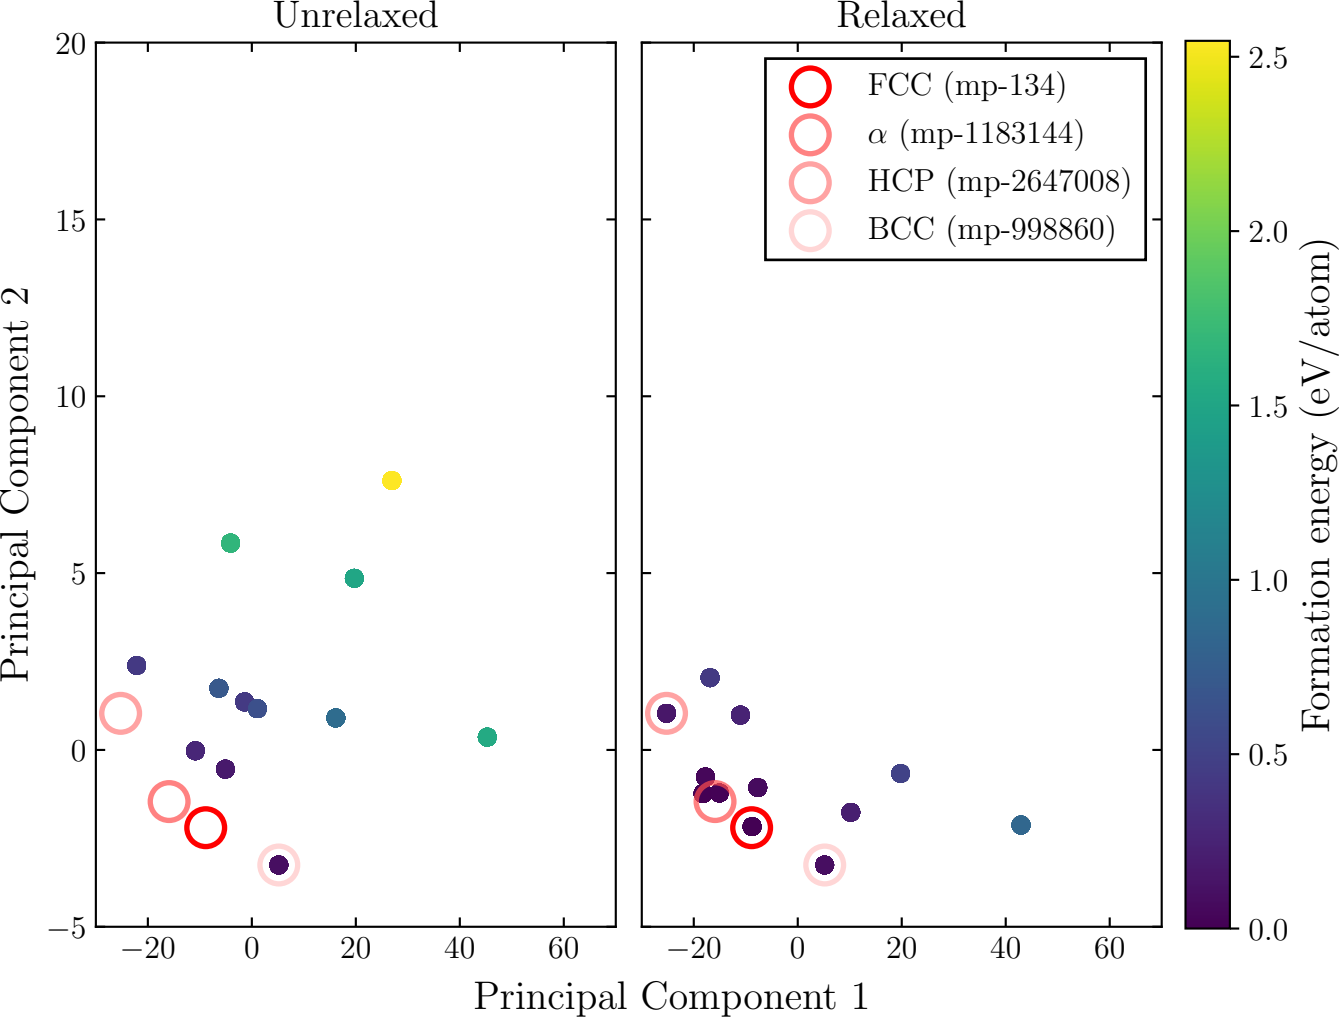 Unrelaxed
Relaxed
20
15
10
5
0
−5
Principal Component 2
−20
0
20
40
60
−20
0
20
40
60
Principal Component 1
FCC (mp-134)
α (mp-1183144)
HCP (mp-2647008)
BCC (mp-998860)
2.5
2.0
1.5
1.0
0.5
0.0
Formation energy (eV/atom)